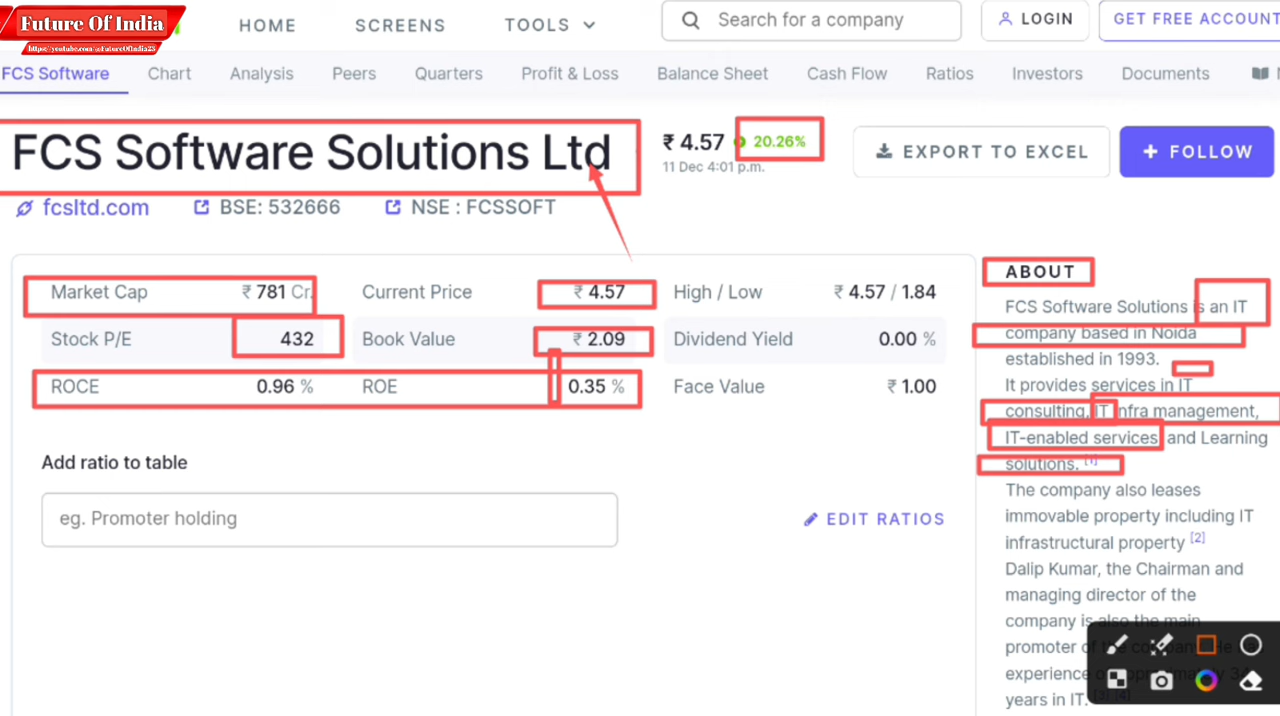 Future Of India
https://youtube.com/@FutureOfIndia23
HOME SCREENS TOOLS
Search for a company
LOGIN
GET FREE ACCOUNT
FCS Software Chart Analysis Peers Quarters Profit & Loss Balance Sheet Cash Flow Ratios Investors Documents
FCS Software Solutions Ltd
₹ 4.57 20.26%
11 Dec 4:01 p.m.
EXPORT TO EXCEL
+ FOLLOW
fcsltd.com BSE: 532666 NSE : FCSSOFT
Market Cap ₹ 781 Cr. Current Price ₹ 4.57 High / Low ₹ 4.57 / 1.84
Stock P/E 432 Book Value ₹ 2.09 Dividend Yield 0.00 %
ROCE 0.96 % ROE 0.35 % Face Value ₹ 1.00
Add ratio to table
eg. Promoter holding
EDIT RATIOS
ABOUT
FCS Software Solutions is an IT
company based in Noida
established in 1993.
It provides services in IT
consulting, IT infra management,
IT-enabled services and Learning
solutions. [1]
The company also leases
immovable property including IT
infrastructural property [2]
Dalip Kumar, the Chairman and
managing director of the
company is also the main
promoter of the company. He
experience of approximately 34
years in IT. [3] [4]